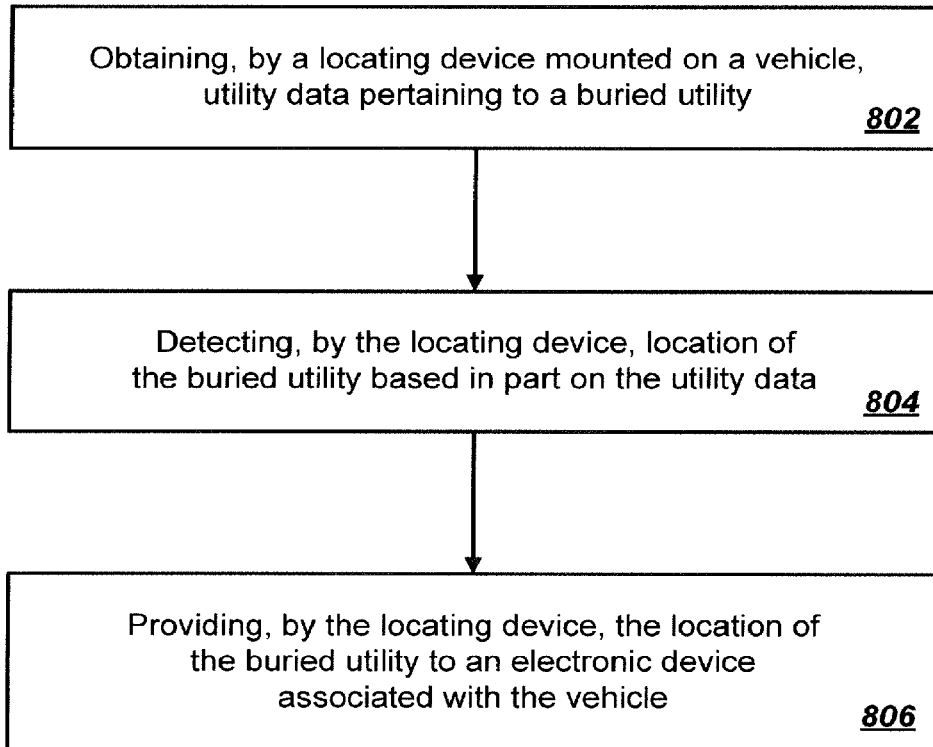 Obtaining, by a locating device mounted on a vehicle,
utility data pertaining to a buried utility
802
Detecting, by the locating device, location of
the buried utility based in part on the utility data
804
Providing, by the locating device, the location of
the buried utility to an electronic device
associated with the vehicle
806